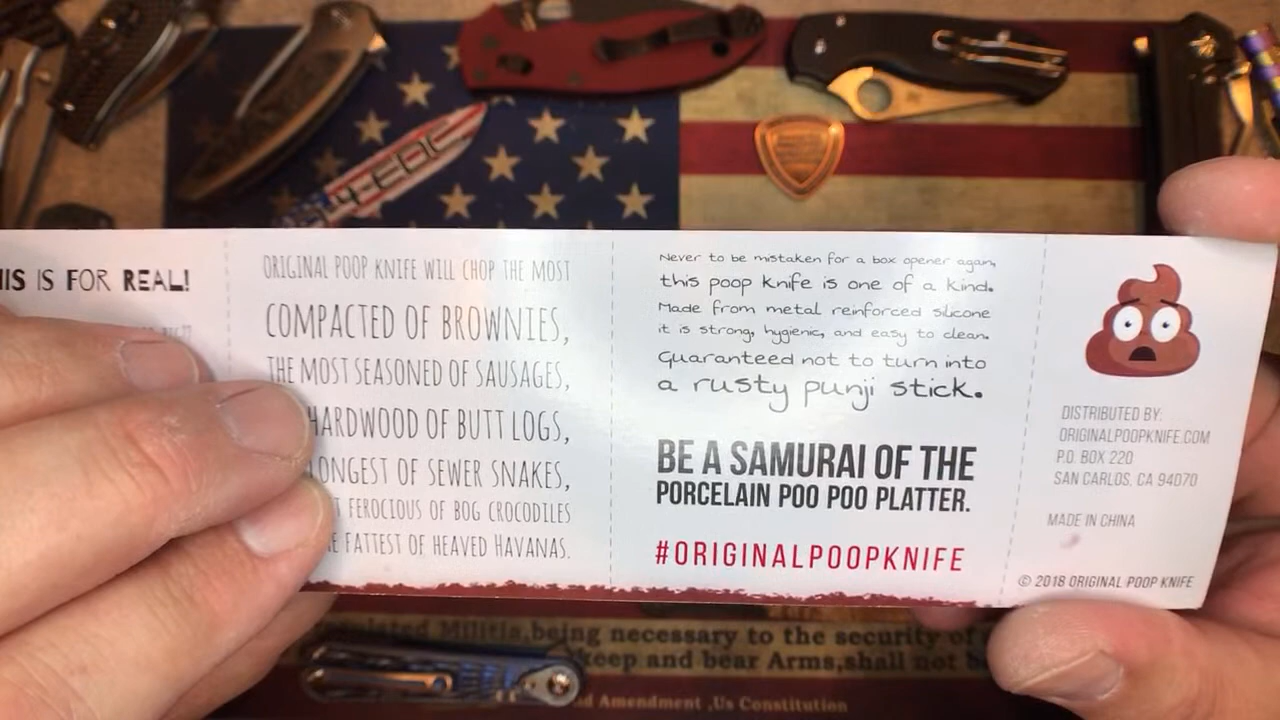 4-EDC
IS IS FOR REAL!
ORIGINAL POOP KNIFE WILL CHOP THE MOST
COMPACTED OF BROWNIES,
THE MOST SEASONED OF SAUSAGES,
HARDWOOD OF BUTT LOGS,
LONGEST OF SEWER SNAKES,
FEROCIOUS OF BOG CROCODILES
FATTEST OF HEAVED HAVANAS.
Never to be mistaken for a box opener again,
this poop knife is one of a kind.
Made from metal reinforced silicone
it is strong, hygienic, and easy to clean.
Guaranteed not to turn into
a rusty punji stick.
BE A SAMURAI OF THE
PORCELAIN POO POO PLATTER.
#ORIGINALPOOPKNIFE
DISTRIBUTED BY:
ORIGINALPOOPKNIFE.COM
P.O. BOX 220
SAN CARLOS, CA 94070
MADE IN CHINA
© 2018 ORIGINAL POOP KNIFE
Militia, being necessary to the security of
keep and bear Arms, shall not
Amendment ,Us Constitution